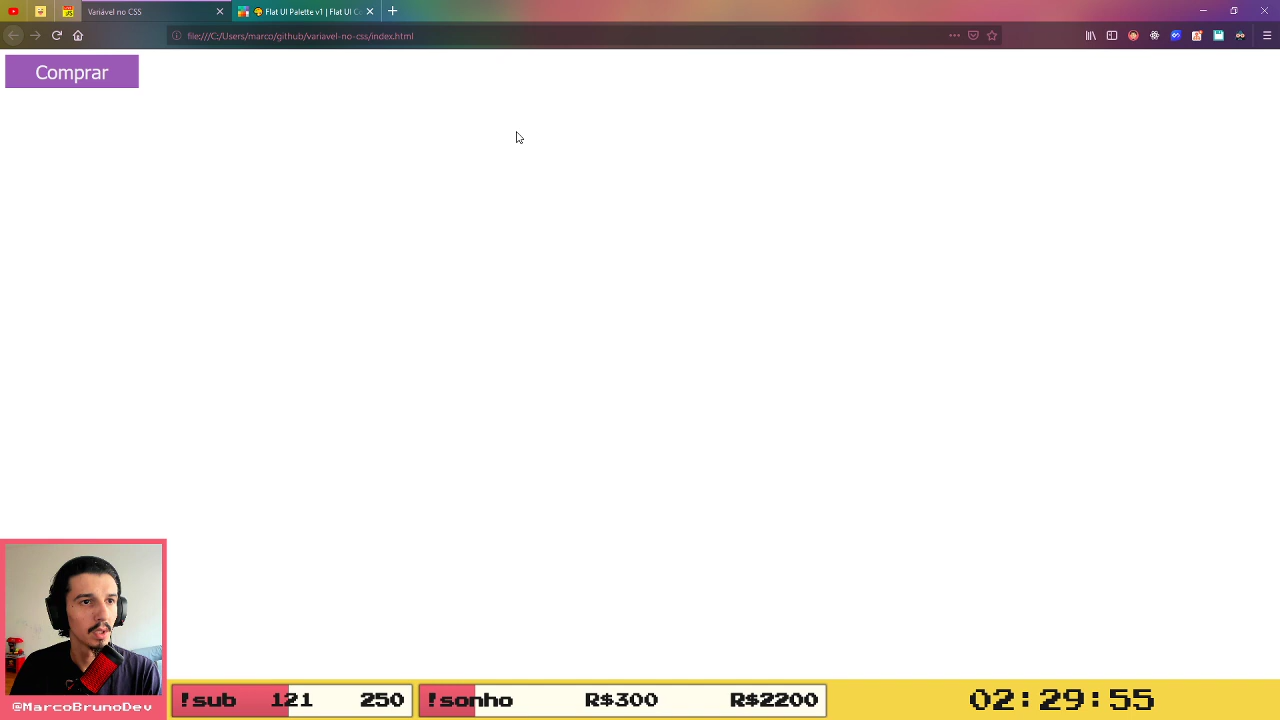 Variável no CSS
Flat UI Palette v1 | Flat UI Co
file:///C:/Users/marco/github/variavel-no-css/index.html
Comprar
@MarcoBrunoDev
!sub 121 250
!sonho R$300 R$2200
02:29:55